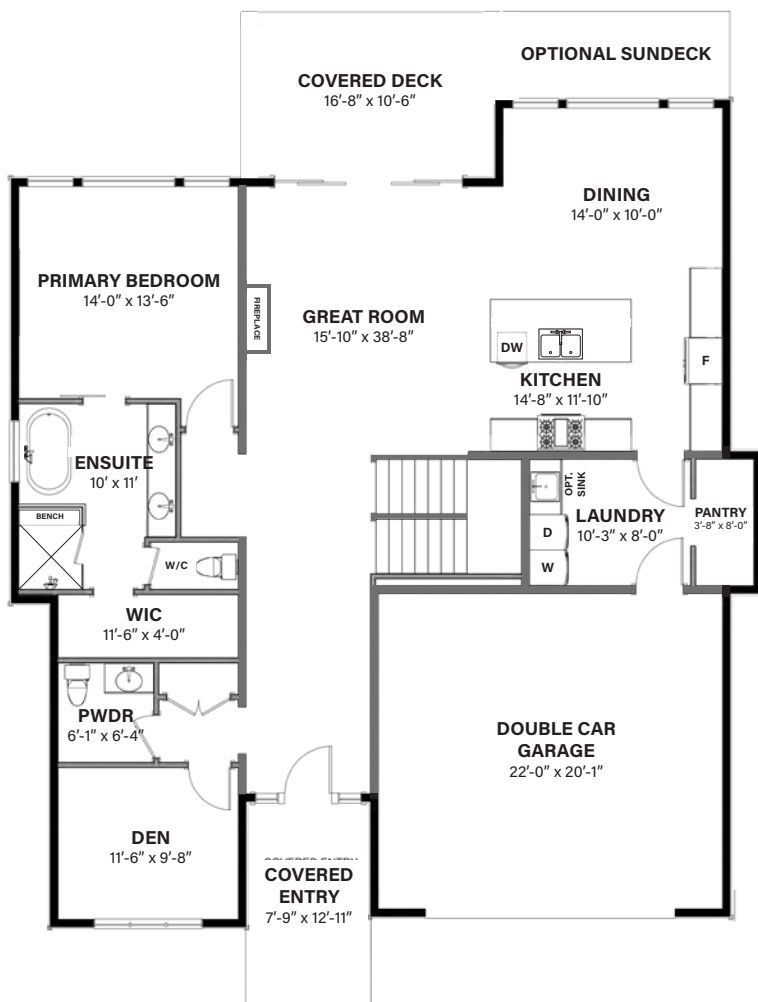 OPTIONAL SUNDECK
COVERED DECK
16'-8" x 10'-6"
DINING
14'-0" x 10'-0"
PRIMARY BEDROOM
14'-0" x 13'-6"
FIREPLACE
GREAT ROOM
15'-10" x 38'-8"
DW
F
KITCHEN
14'-8" x 11'-10"
ENSUITE
10' x 11'
BENCH
W/C
OPT.
SINK
LAUNDRY
10'-3" x 8'-0"
D
W
PANTRY
3'-8" x 8'-0"
WIC
11'-6" x 4'-0"
PWDR
6'-1" x 6'-4"
DOUBLE CAR
GARAGE
22'-0" x 20'-1"
DEN
11'-6" x 9'-8"
COVERED ENTRY
COVERED
ENTRY
7'-9" x 12'-11"